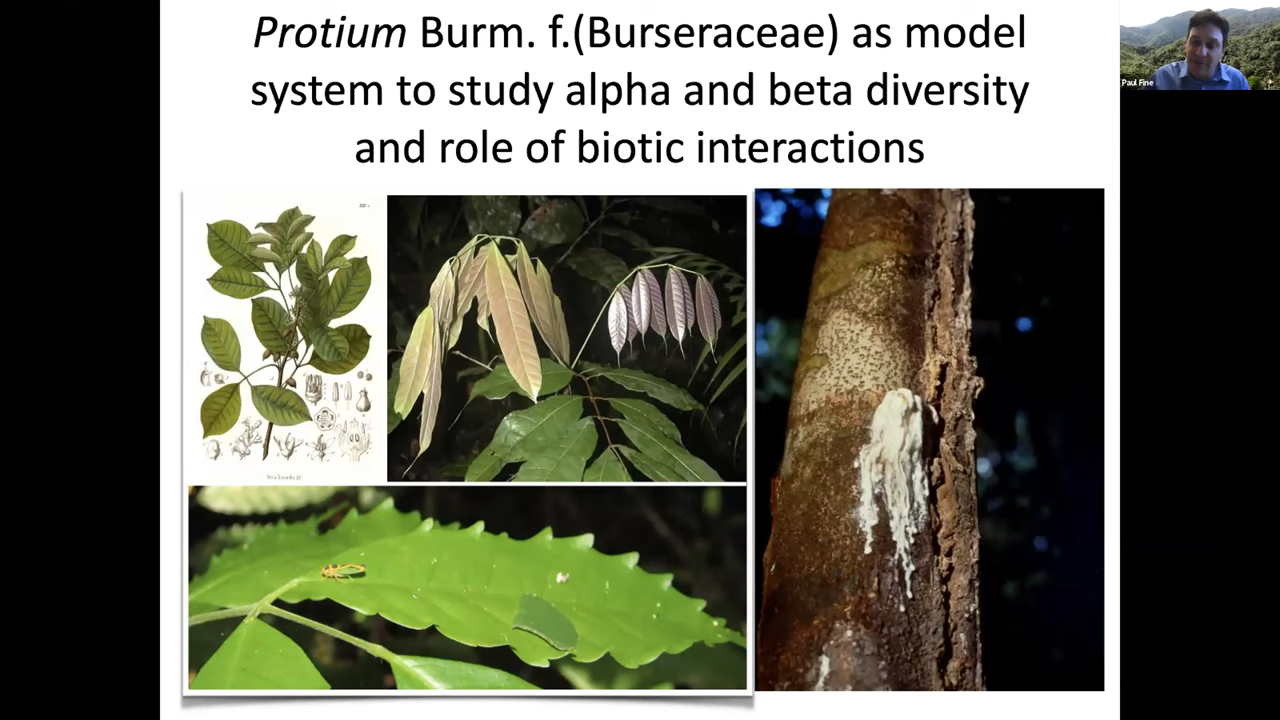 Protium Burm. f.(Burseraceae) as model
system to study alpha and beta diversity
and role of biotic interactions
Paul Fine